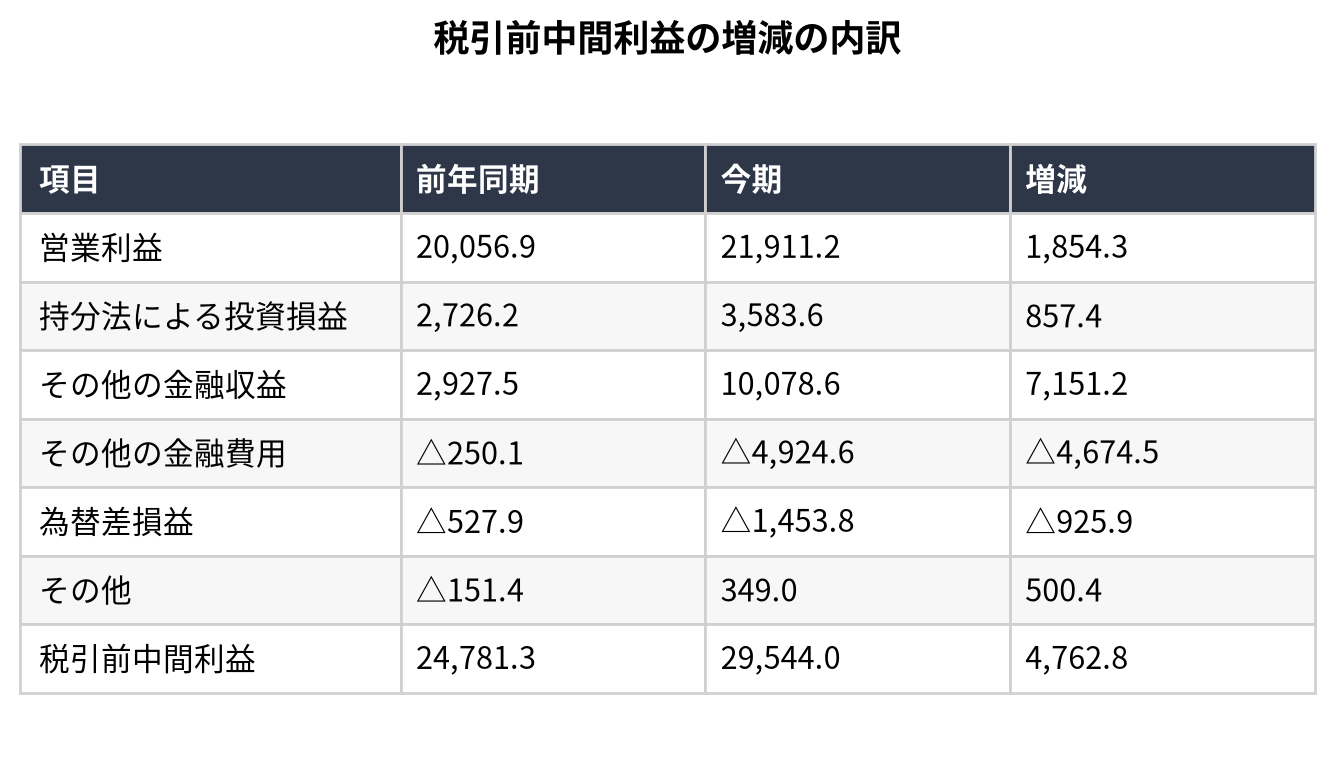 税引前中間利益の増減の内訳
項目 前年同期 今期 増減
営業利益 20,056.9 21,911.2 1,854.3
持分法による投資損益 2,726.2 3,583.6 857.4
その他の金融収益 2,927.5 10,078.6 7,151.2
その他の金融費用 △250.1 △4,924.6 △4,674.5
為替差損益 △527.9 △1,453.8 △925.9
その他 △151.4 349.0 500.4
税引前中間利益 24,781.3 29,544.0 4,762.8